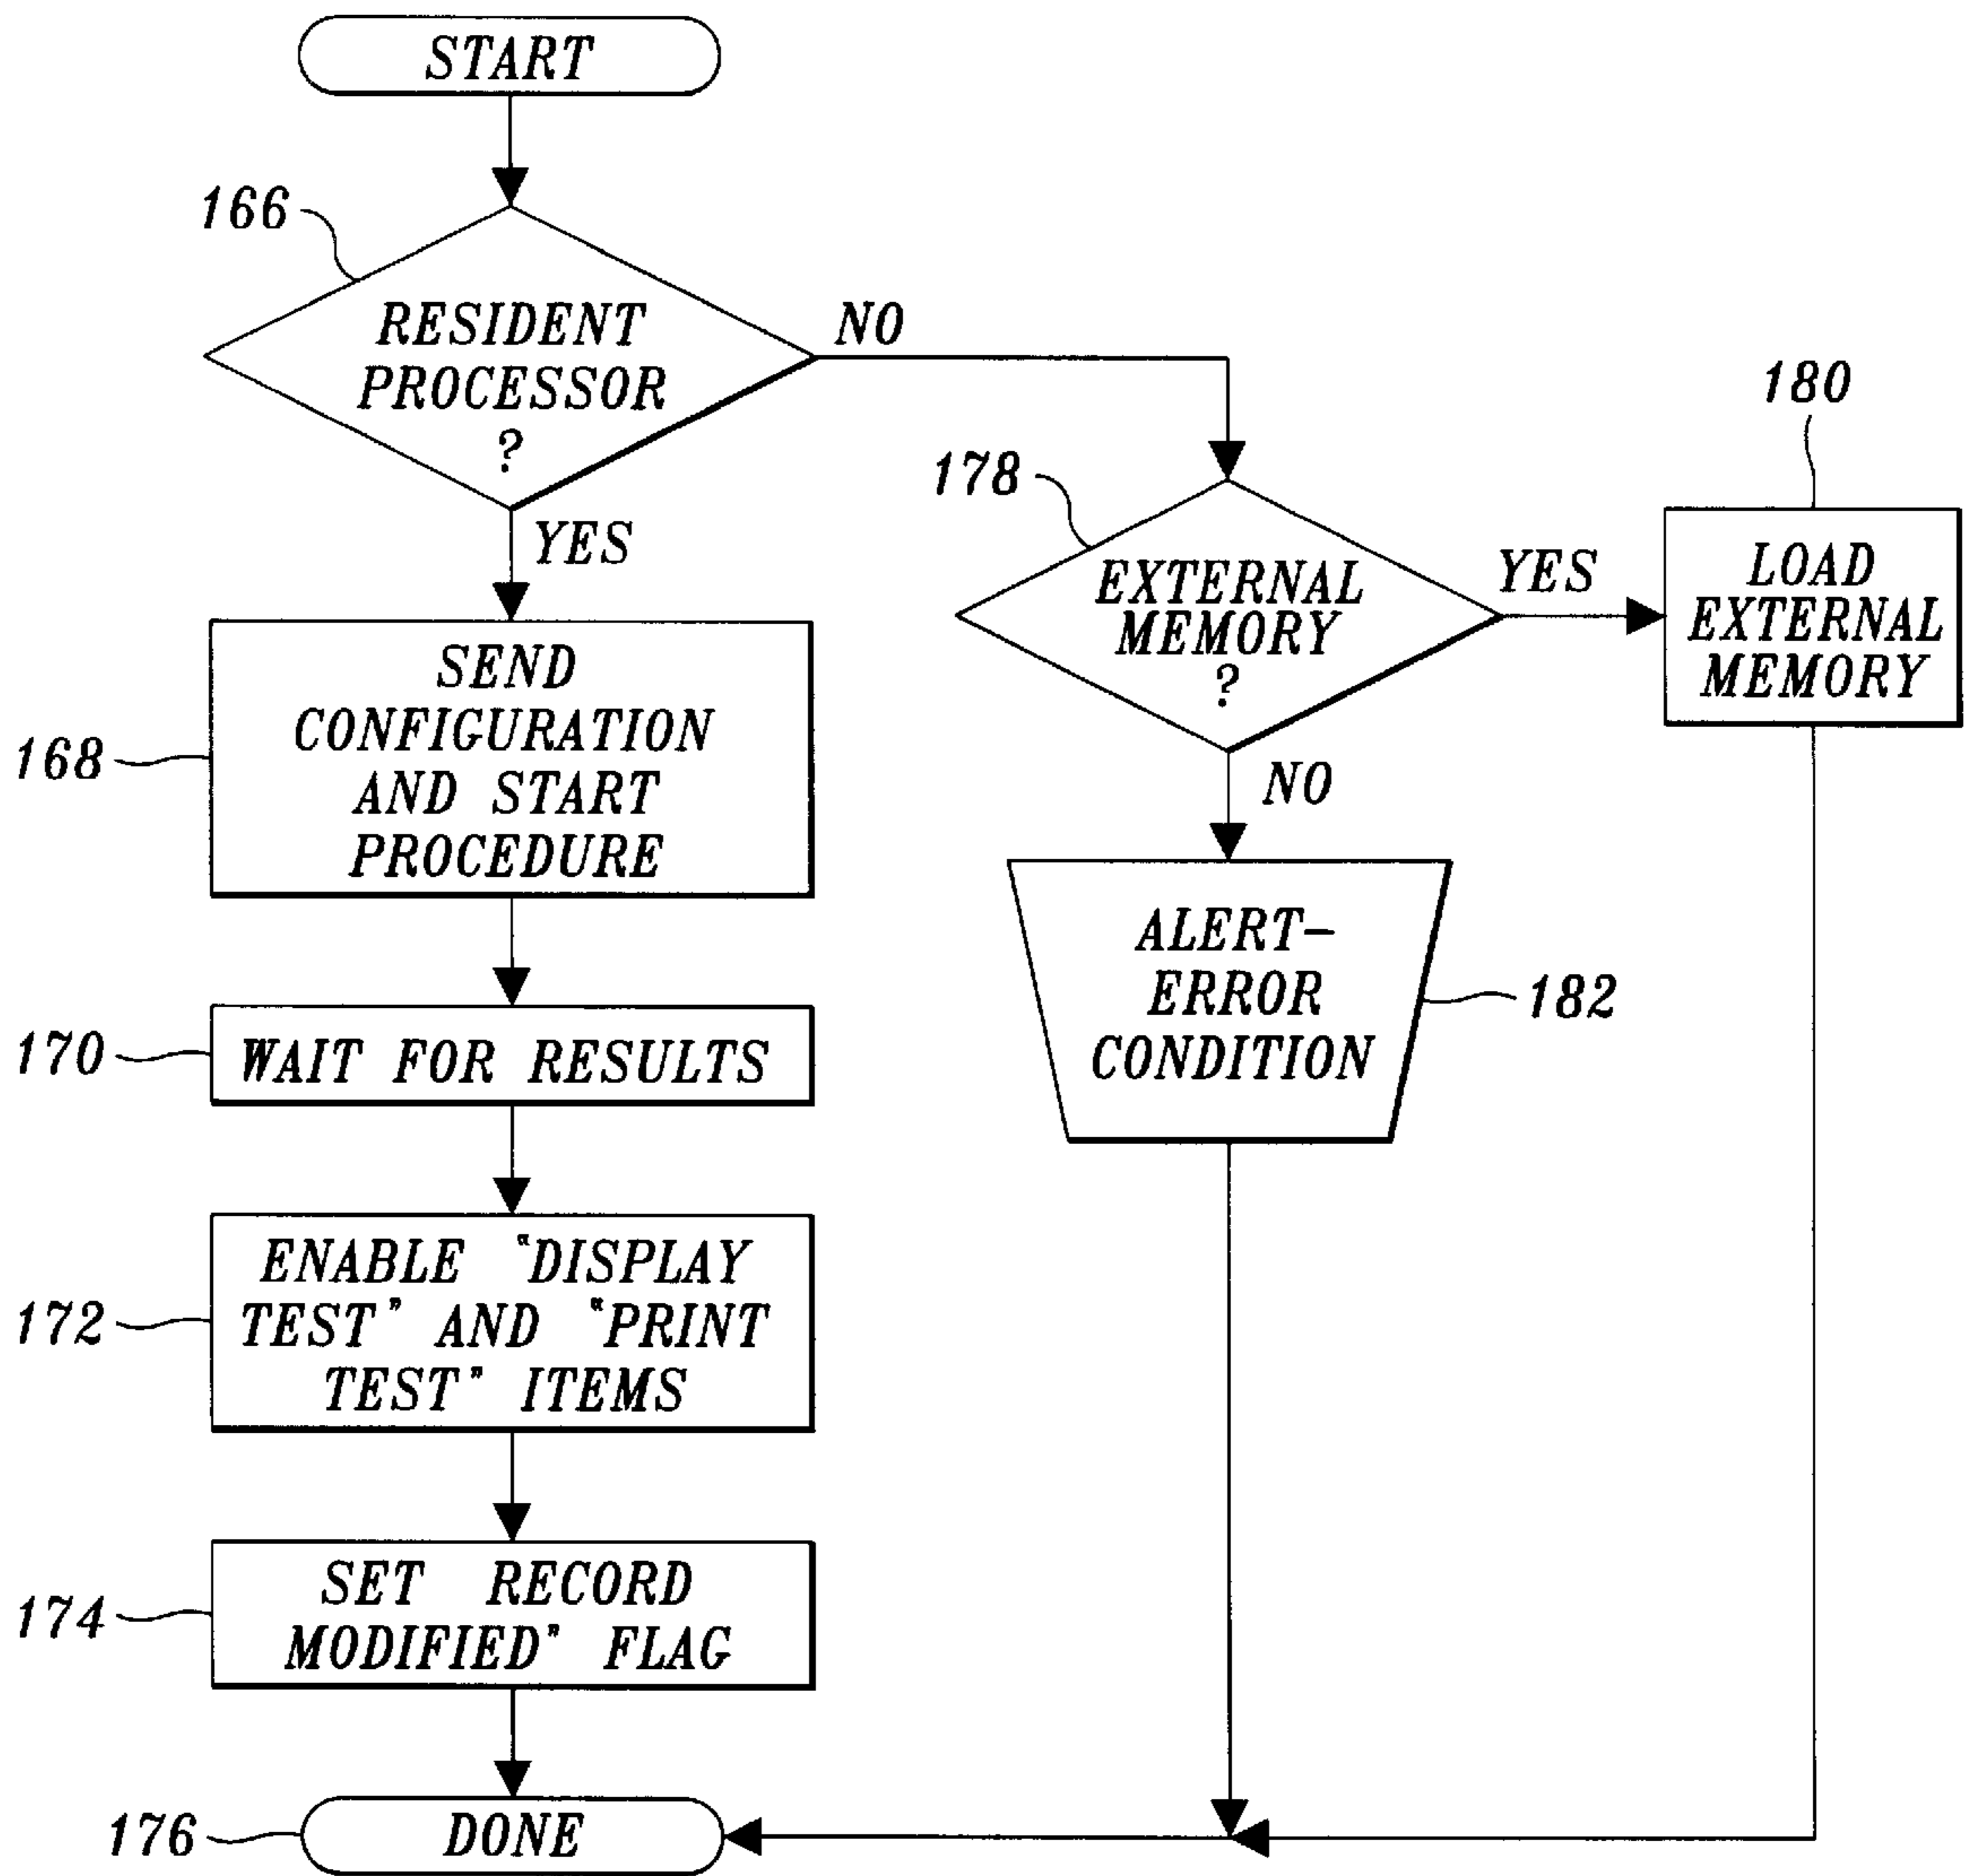 START
166
RESIDENT
PROCESSOR
?
NO
YES
168
SEND
CONFIGURATION
AND START
PROCEDURE
170
WAIT FOR RESULTS
172
ENABLE "DISPLAY
TEST" AND "PRINT
TEST" ITEMS
174
SET RECORD
MODIFIED" FLAG
176
DONE
178
EXTERNAL
MEMORY
?
YES
NO
180
LOAD
EXTERNAL
MEMORY
ALERT-
ERROR
CONDITION
182